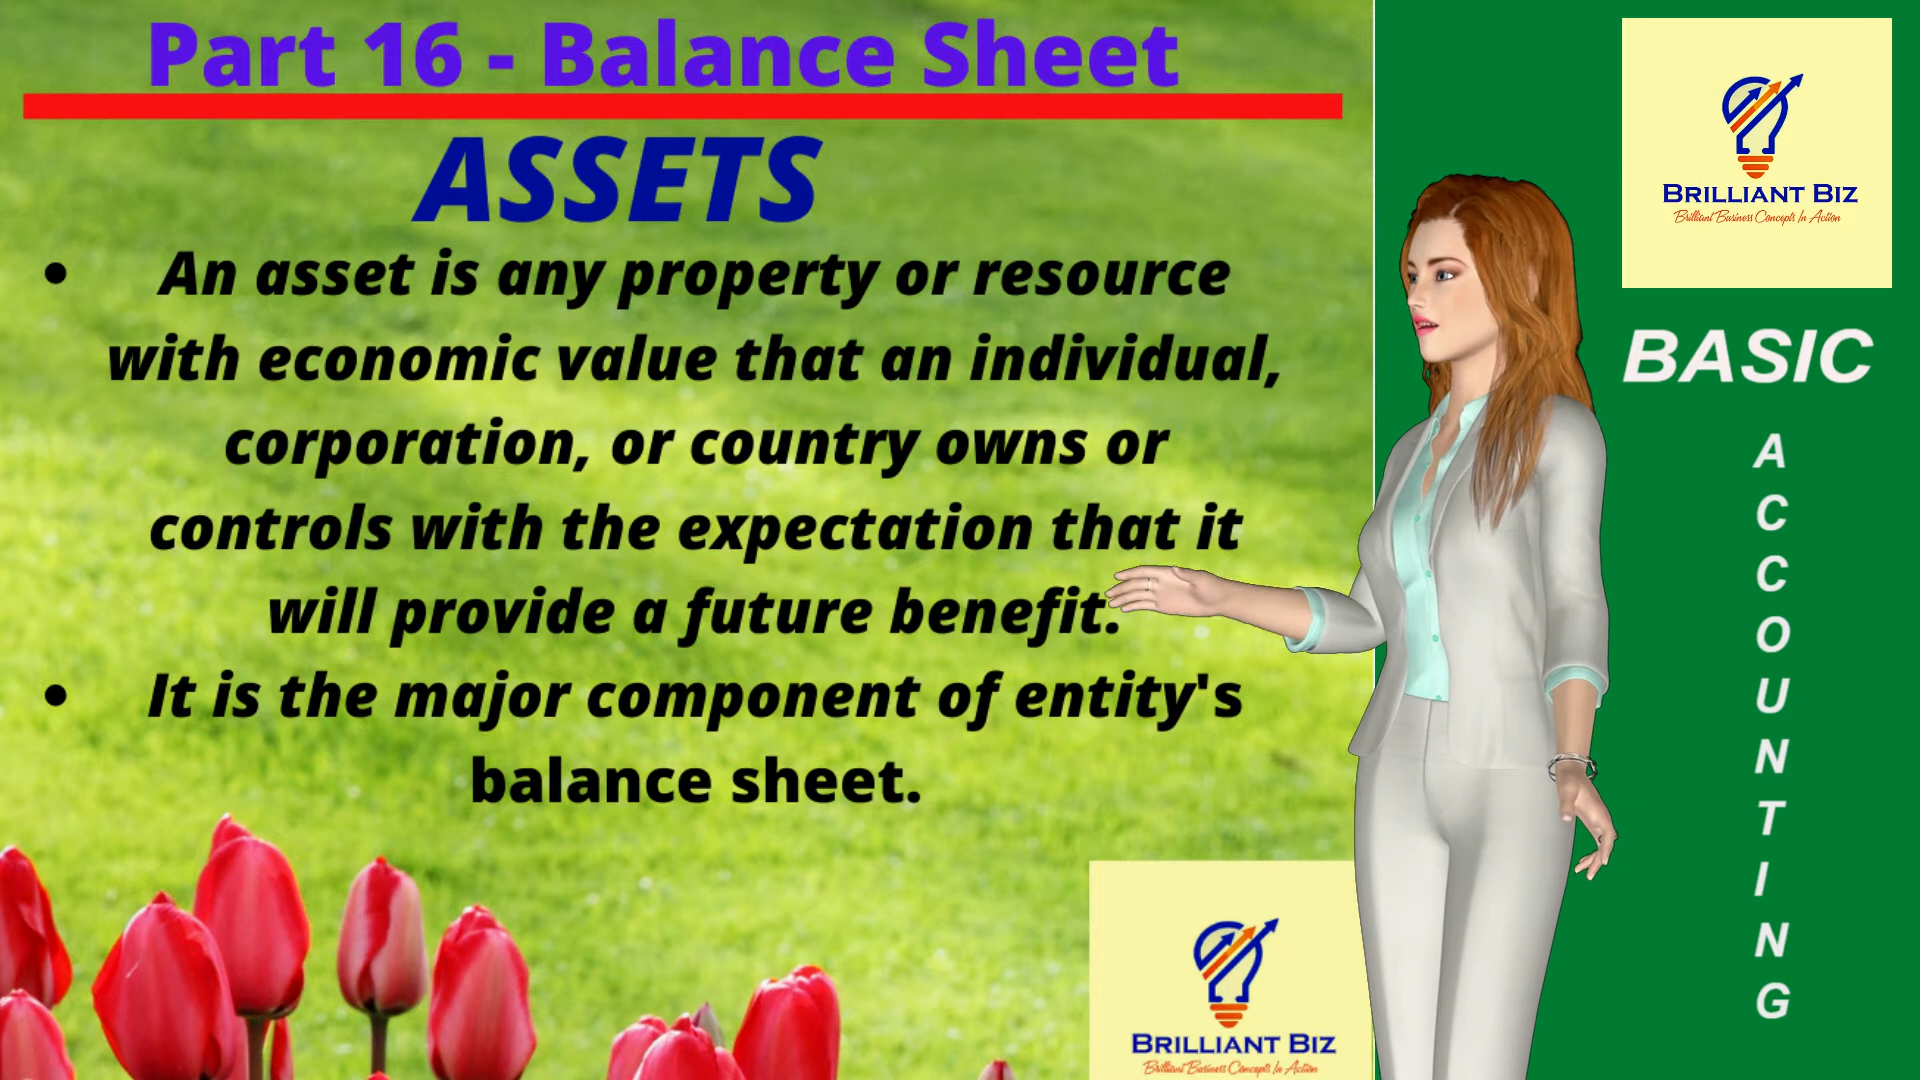 Part 16 - Balance Sheet
ASSETS
• An asset is any property or resource
with economic value that an individual,
corporation, or country owns or
controls with the expectation that it
will provide a future benefit.
• It is the major component of entity's
balance sheet.
BRILLIANT BIZ
Brilliant Business Concepts In Action
BASIC
A
C
C
O
U
N
T
I
N
G
BRILLIANT BIZ
Brilliant Business Concepts In Action